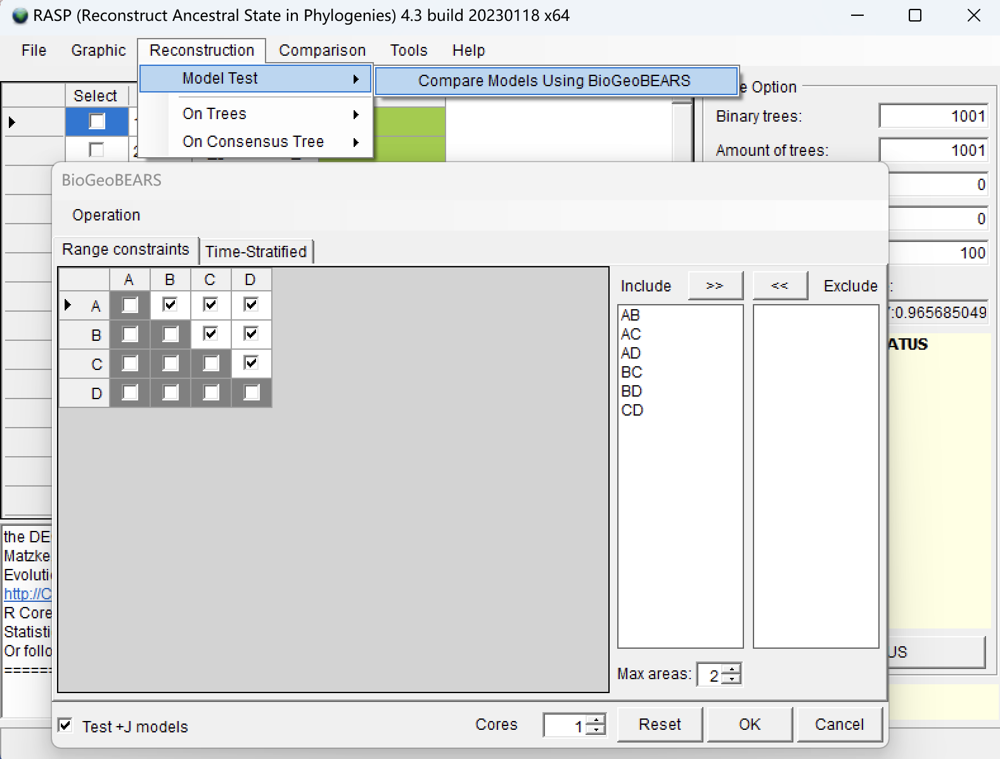 RASP (Reconstruct Ancestral State in Phylogenies) 4.3 build 20230118 x64
File Graphic Reconstruction Comparison Tools Help
Model Test
Compare Models Using BioGeoBEARS
On Trees
On Consensus Tree
Select
Option
Binary trees: 1001
Amount of trees: 1001
0
0
100
:0.965685049
BioGeoBEARS
Operation
Range constraints Time-Stratified
A B C D
A
B
C
D
Include >> << Exclude
AB
AC
AD
BC
BD
CD
Max areas: 2
Test +J models
Cores 1 Reset OK Cancel
the DE
Matzke
Evoluti
http://C
R Core
Statisti
Or follo
======